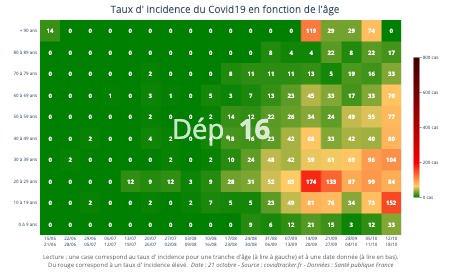 Taux d' incidence du Covid19 en fonction de l'âge
+ 90 ans 14 0 0 0 0 0 0 0 0 0 0 0 0 115 29 29 74 0
80 à 89 ans 0 0 0 0 0 0 0 0 0 0 0 8 4 4 22 8 22 17
70 à 79 ans 0 0 0 0 0 2 0 0 0 8 11 11 11 13 5 19 16 33
60 à 69 ans 0 0 0 1 0 3 1 0 5 3 7 13 23 45 33 17 33 70
50 à 59 ans 0 0 0 0 0 2 0 0 2 14 12 22 26 34 24 49 55 77
40 à 49 ans 0 0 2 0 0 4 0 23 42 68 33 42 40 80
30 à 39 ans 0 2 0 0 0 0 2 0 2 10 24 48 42 59 61 69 96 104
20 à 29 ans 0 0 0 0 12 9 12 3 9 28 31 52 65 174 133 87 99 84
10 à 19 ans 0 0 2 0 0 0 2 0 2 7 5 5 23 49 81 76 34 73 152
0 à 9 ans 0 0 0 0 0 0 0 0 0 0 9 6 12 21 15 3 12 33
Dép. 16
800 cas
600 cas
400 cas
200 cas
0 cas
15/06 22/06 29/06 06/07 13/07 20/07 27/07 03/08 10/08 17/08 24/08 31/08 07/09 14/09 21/09 28/09 05/10 12/10
21/06 28/06 05/07 12/07 19/07 26/07 02/08 09/08 16/08 23/08 30/08 06/09 13/09 20/09 27/09 04/10 11/10 18/10
Lecture : une case correspond au taux d' incidence pour une tranche d'âge (à lire à gauche) et à une date donnée (à lire en bas).
Du rouge correspond à un taux d' incidence élevé. Date : 21 octobre - Source : covidtracker.fr - Données : Santé publique France